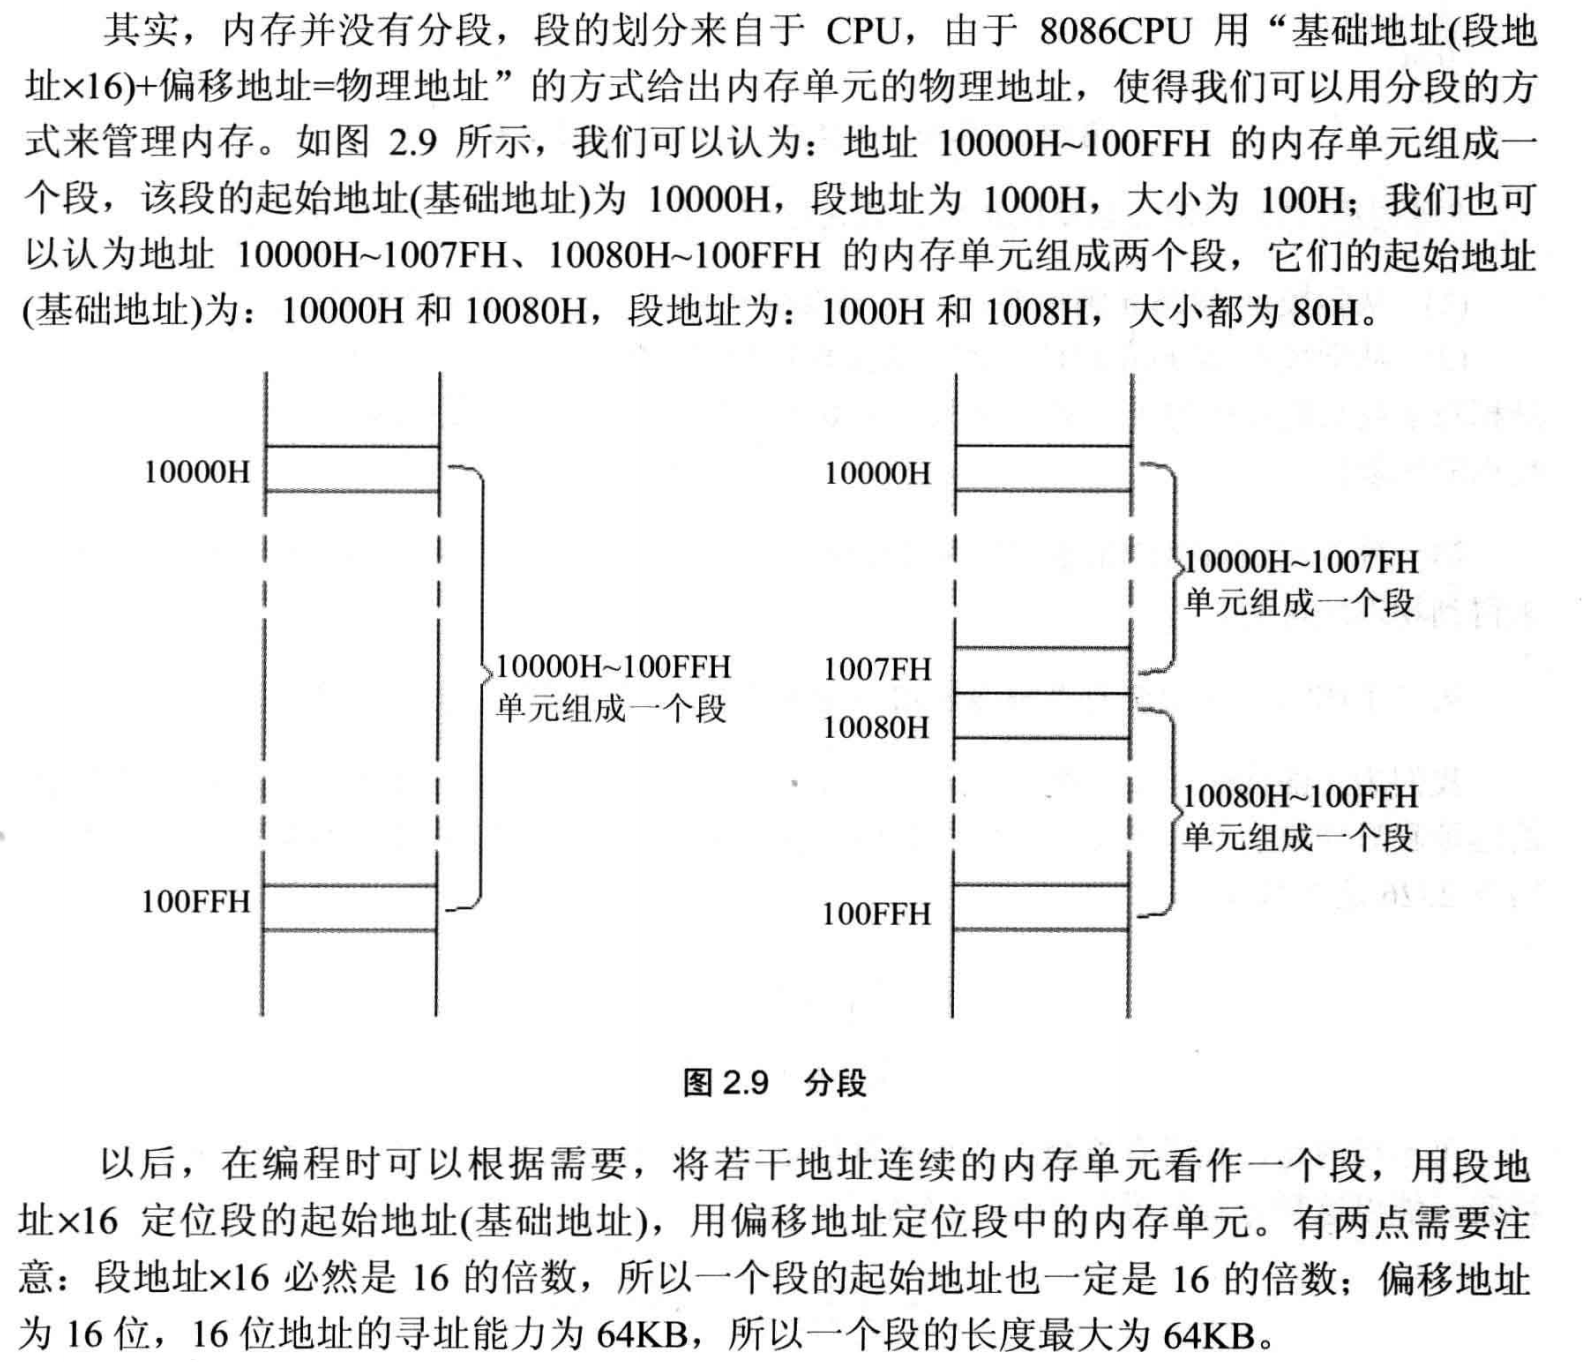 其实，内存并没有分段，段的划分来自于 CPU，由于 8086CPU 用“基础地址(段地
址×16)+偏移地址=物理地址”的方式给出内存单元的物理地址，使得我们可以用分段的方
式来管理内存。如图 2.9 所示，我们可以认为：地址 10000H~100FFH 的内存单元组成一
个段，该段的起始地址(基础地址)为 10000H，段地址为 1000H，大小为 100H；我们也可
以认为地址 10000H~1007FH、10080H~100FFH 的内存单元组成两个段，它们的起始地址
(基础地址)为：10000H 和 10080H，段地址为：1000H 和 1008H，大小都为 80H。
10000H
10000H~100FFH
单元组成一个段
100FFH
10000H
10000H~1007FH
单元组成一个段
1007FH
10080H
10080H~100FFH
单元组成一个段
100FFH
图 2.9 分段
以后，在编程时可以根据需要，将若干地址连续的内存单元看作一个段，用段地
址×16 定位段的起始地址(基础地址)，用偏移地址定位段中的内存单元。有两点需要注
意：段地址×16 必然是 16 的倍数，所以一个段的起始地址也一定是 16 的倍数；偏移地址
为 16 位，16 位地址的寻址能力为 64KB，所以一个段的长度最大为 64KB。